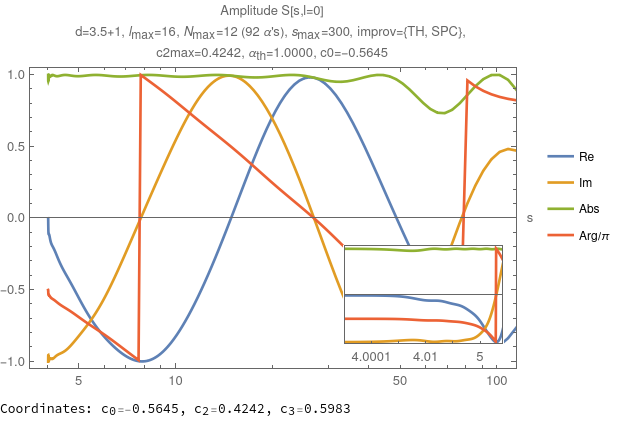 Amplitude S[s,l=0]
d=3.5+1, lmax=16, Nmax=12 (92 α's), smax=300, improv={TH, SPC},
c2max=0.4242, αth=1.0000, c0=-0.5645
1.0
0.5
0.0
-0.5
-1.0
5
10
50
100
s
4.0001
4.01
5
Re
Im
Abs
Arg/π
Coordinates: c0=-0.5645, c2=0.4242, c3=0.5983